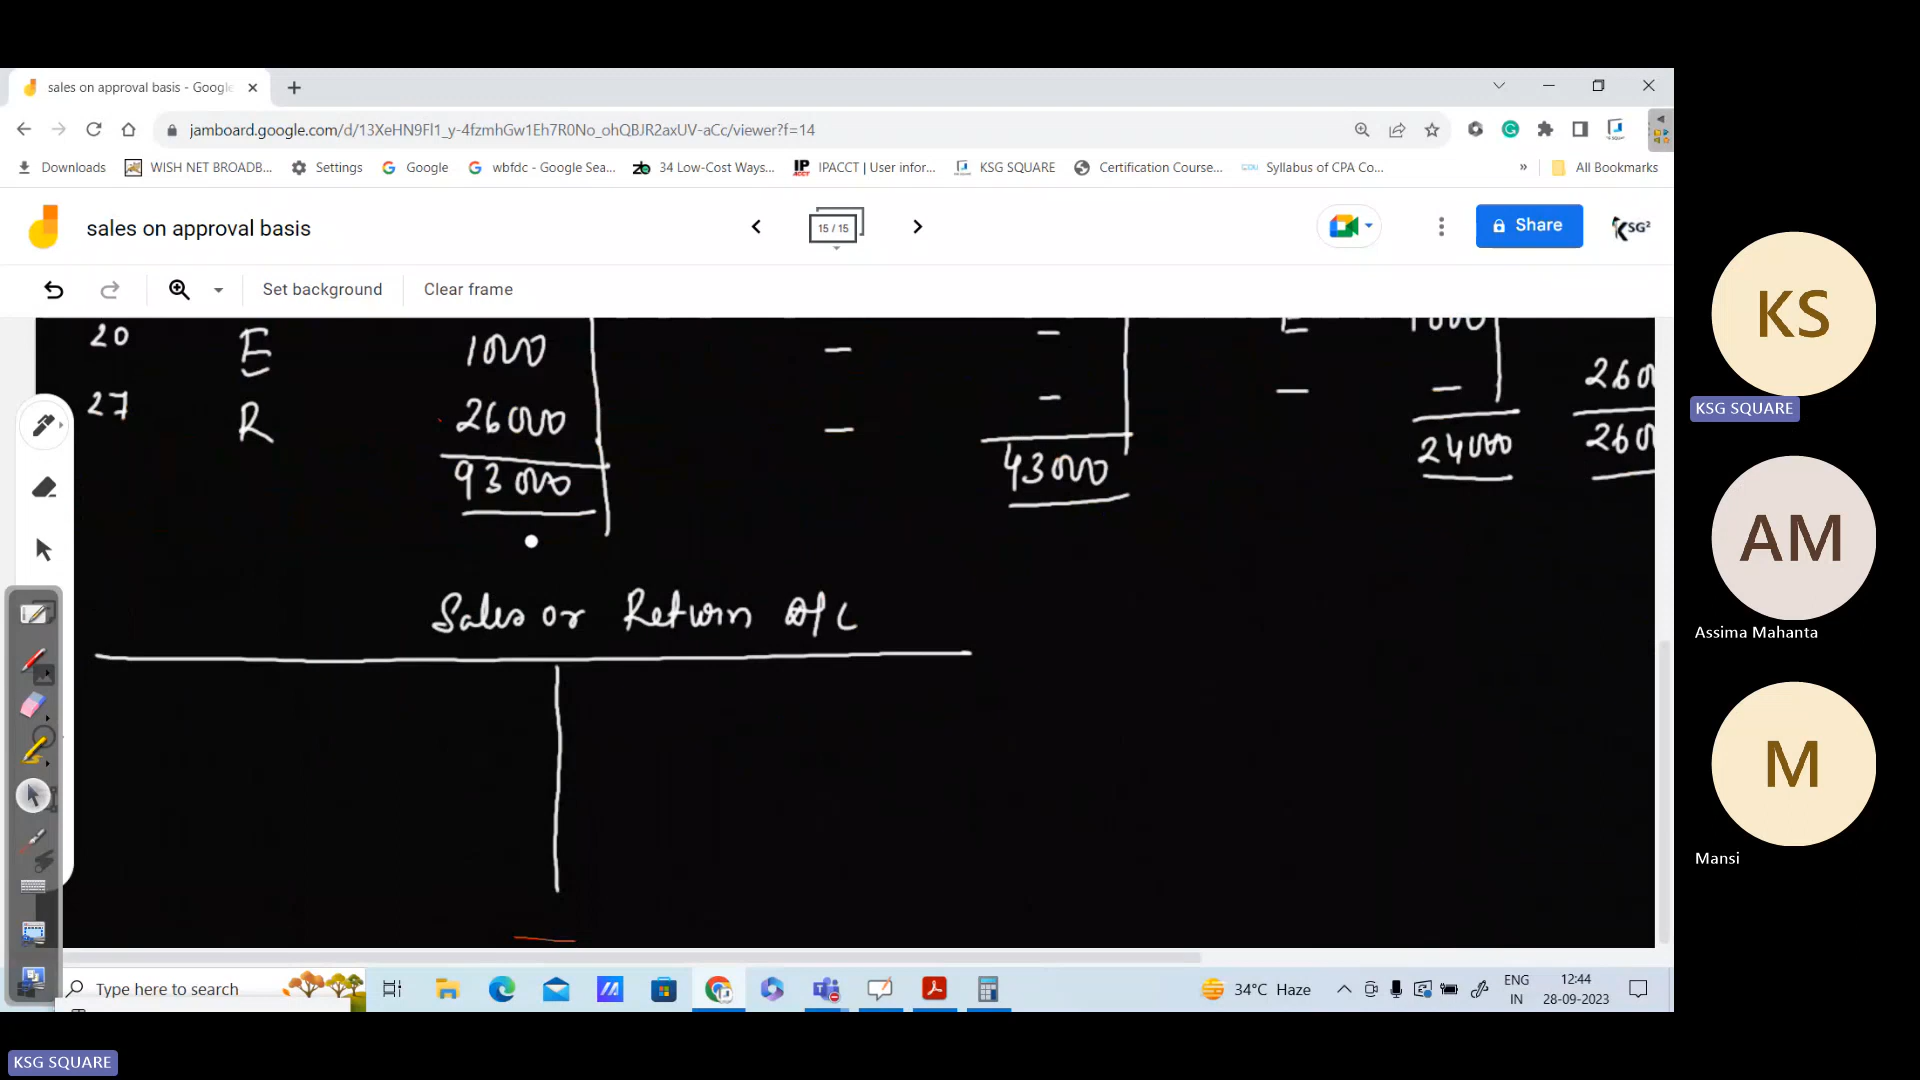 sales on approval basis - Google
jamboard.google.com/d/13XeHN9Fl1_y-4fzmhGw1Eh7R0No_ohQBJR2axUV-aCc/viewer?f=14
Downloads WISH NET BROADB... Settings Google wbfdc - Google Sea... 34 Low-Cost Ways... IPACCT | User infor... KSG SQUARE Certification Course... Syllabus of CPA Co... » All Bookmarks
sales on approval basis
15 / 15
Share
KSG²
Set background Clear frame
20 E 1000 - - E 1000
27 R 26000 - - - - 2600
93000 43000 24000 2600
Sales or Return A/C
KS
KSG SQUARE
AM
Assima Mahanta
M
Mansi
Type here to search
34°C Haze
ENG
IN
12:44
28-09-2023
KSG SQUARE